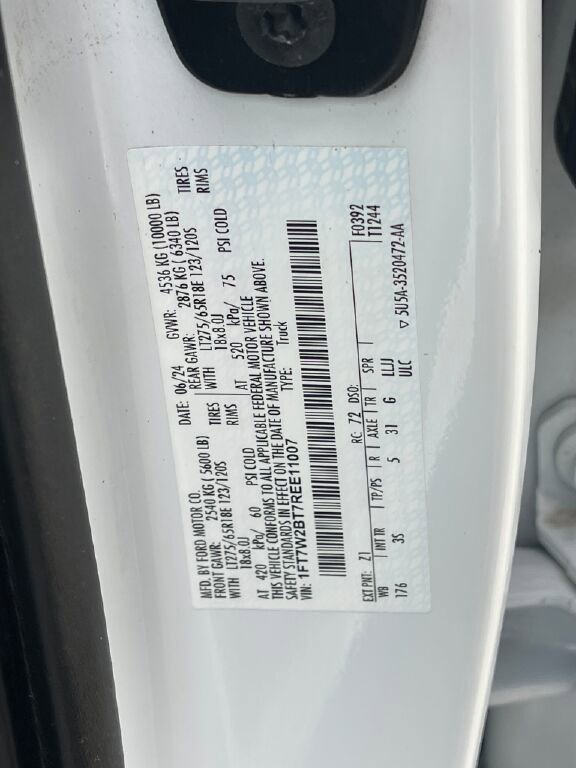 MFD. BY FORD MOTOR CO. DATE: 06/24 GVWR: 4536 KG (10000 LB)
FRONT GAWR: 2540 KG ( 5600 LB) REAR GAWR: 2876 KG ( 6340 LB)
WITH LT275/65R18E 123/120S TIRES WITH LT275/65R18E 123/120S TIRES
18x8.0J RIMS 18x8.0J RIMS
AT 420 kPa/ 60 PSI COLD AT 520 kPa/ 75 PSI COLD
THIS VEHICLE CONFORMS TO ALL APPLICABLE FEDERAL MOTOR VEHICLE
SAFETY STANDARDS IN EFFECT ON THE DATE OF MANUFACTURE SHOWN ABOVE.
VIN: 1FT7W2BT7REE11007 TYPE: Truck
F0392
T1244
EXT PNT: Z1 RC: 72 DSO:
WB INT TR TP/PS R AXLE TR SPR
176 3S 5 31 G LLJJ ULC
▽ 5U5A-3520472-AA